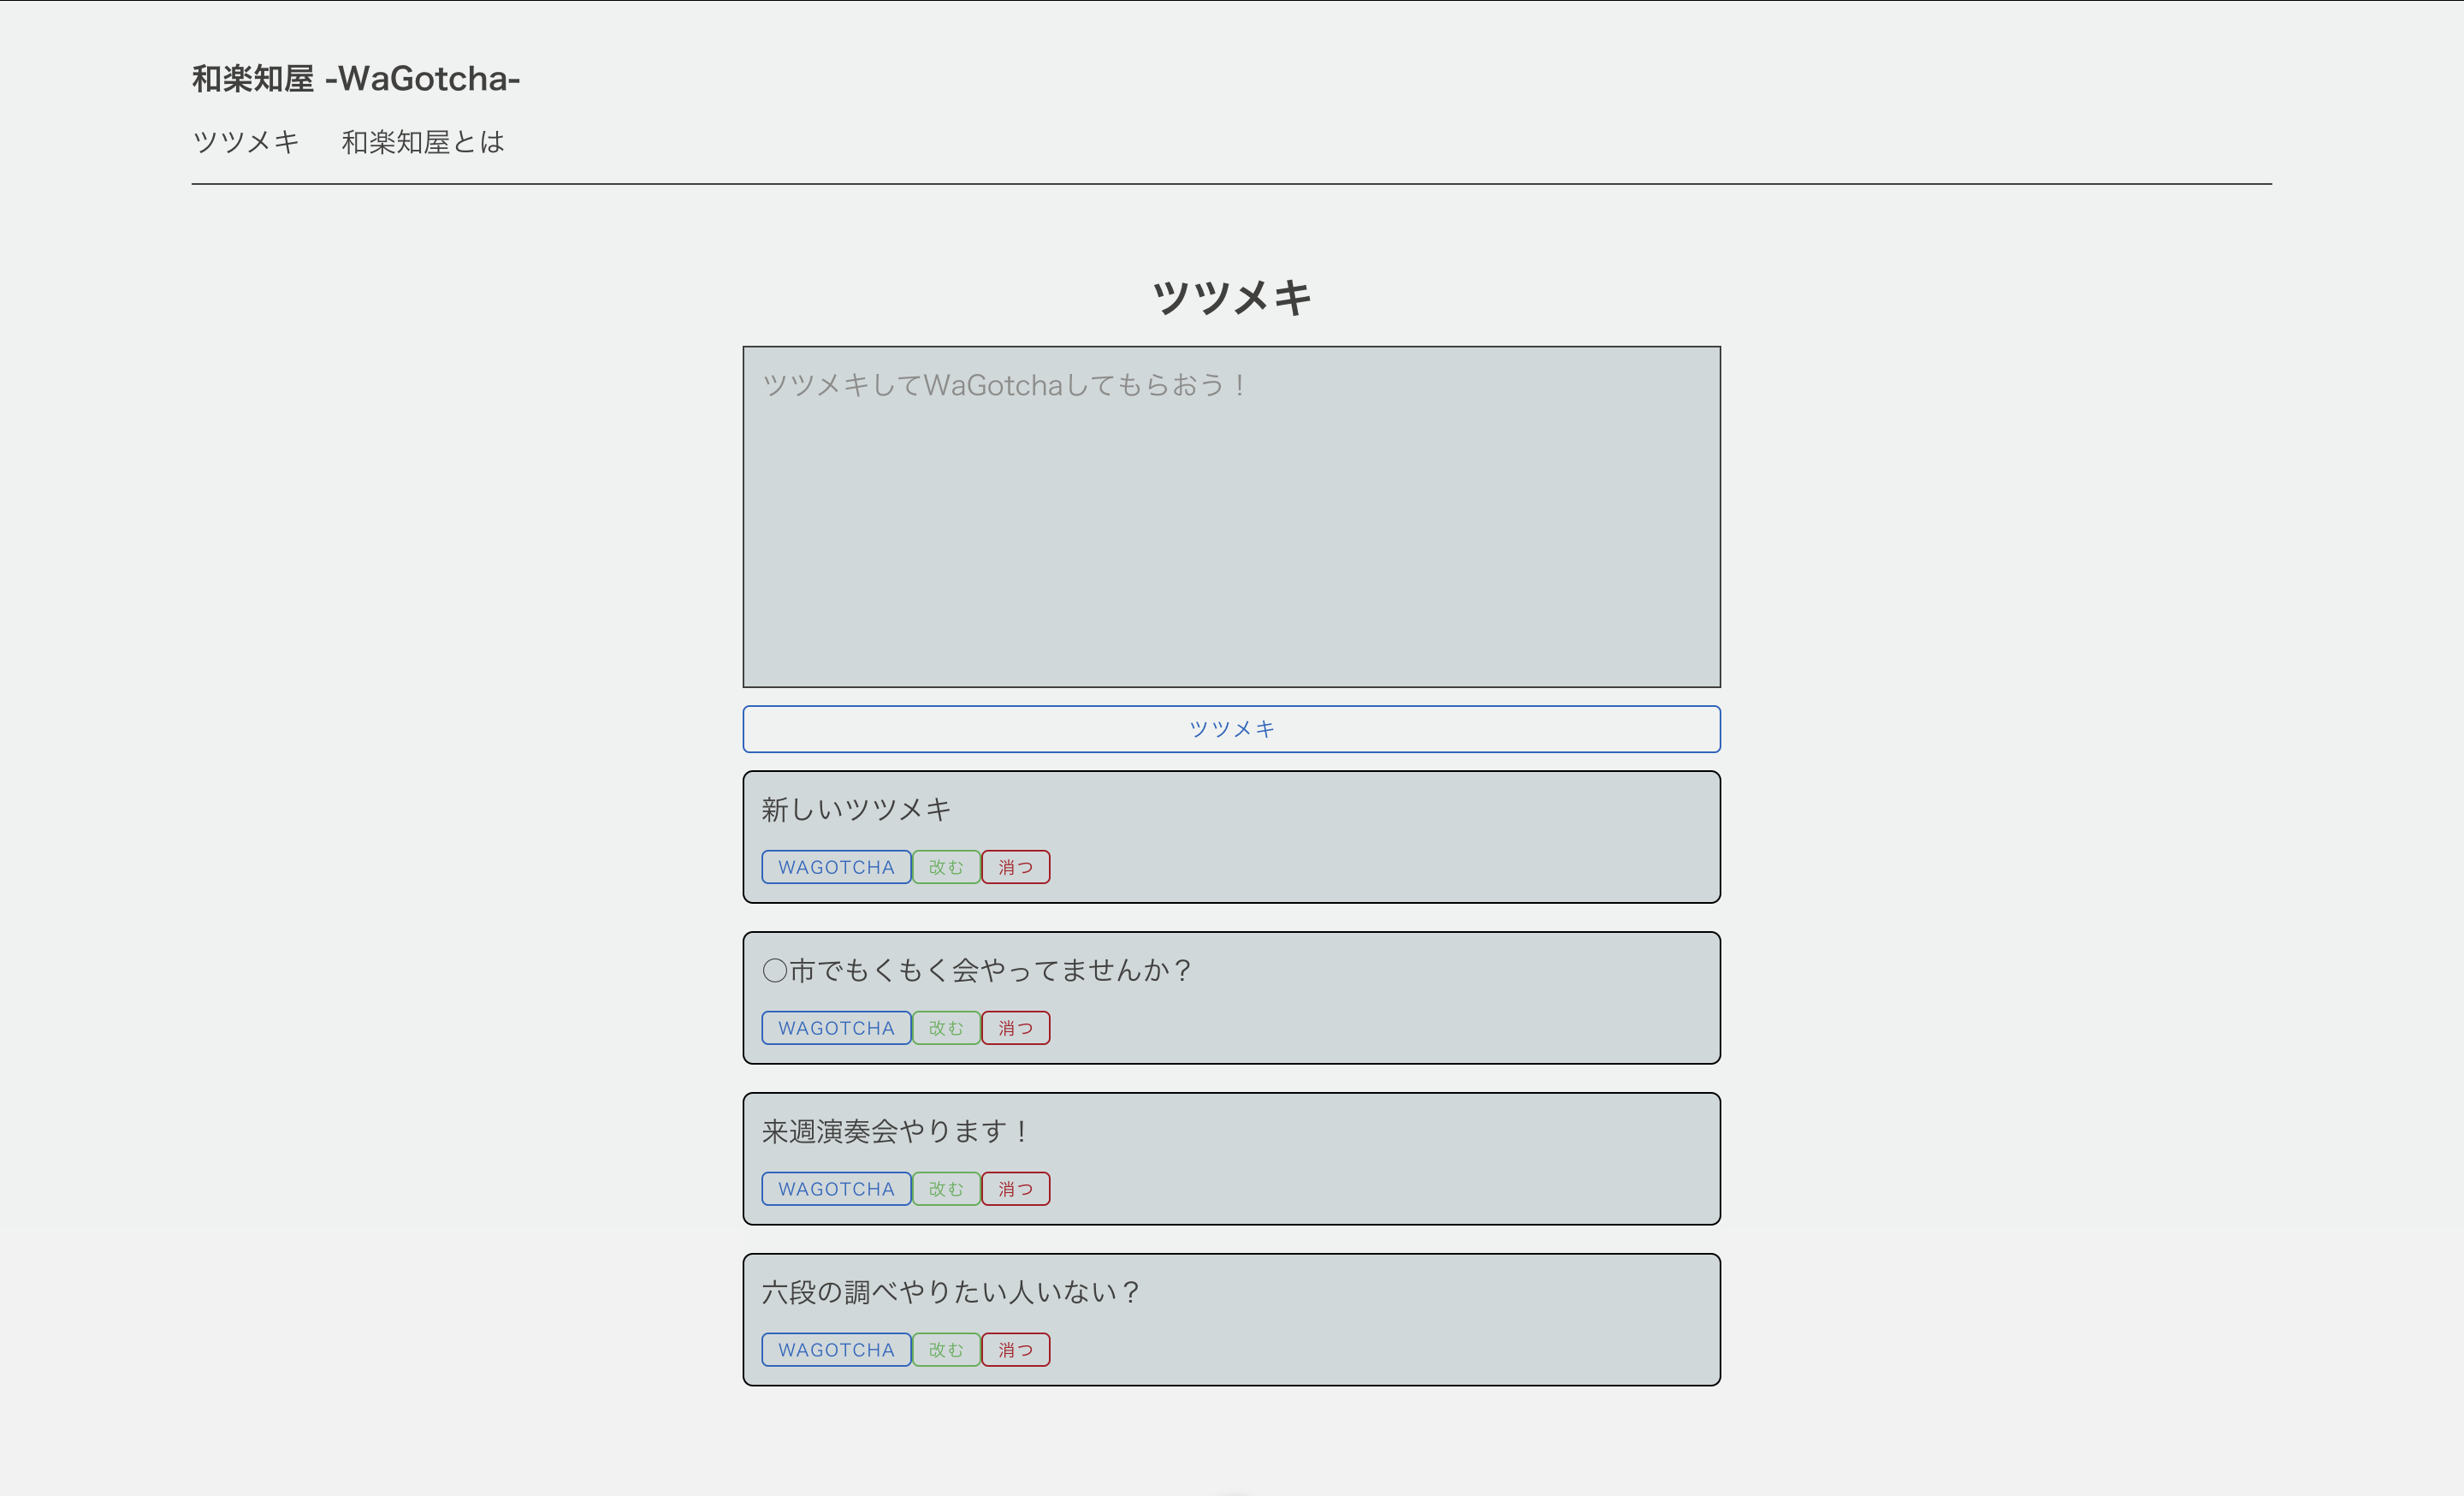 和楽知屋 -WaGotcha-
ツツメキ 和楽知屋とは
ツツメキ
ツツメキしてWaGotchaしてもらおう！
ツツメキ
新しいツツメキ
WAGOTCHA 改む 消つ
◯市でもくもく会やってませんか？
WAGOTCHA 改む 消つ
来週演奏会やります！
WAGOTCHA 改む 消つ
六段の調べやりたい人いない？
WAGOTCHA 改む 消つ